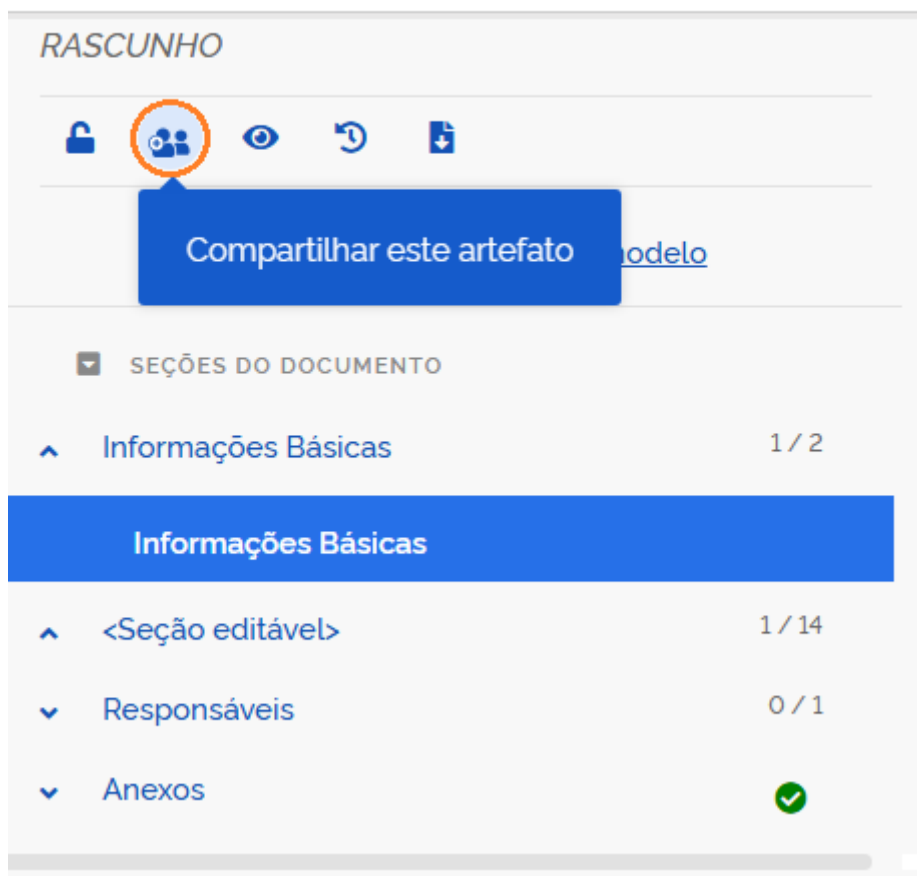 RASCUNHO
Compartilhar este artefato
odelo
SEÇÕES DO DOCUMENTO
Informações Básicas 1 / 2
Informações Básicas
<Seção editável> 1 / 14
Responsáveis 0 / 1
Anexos